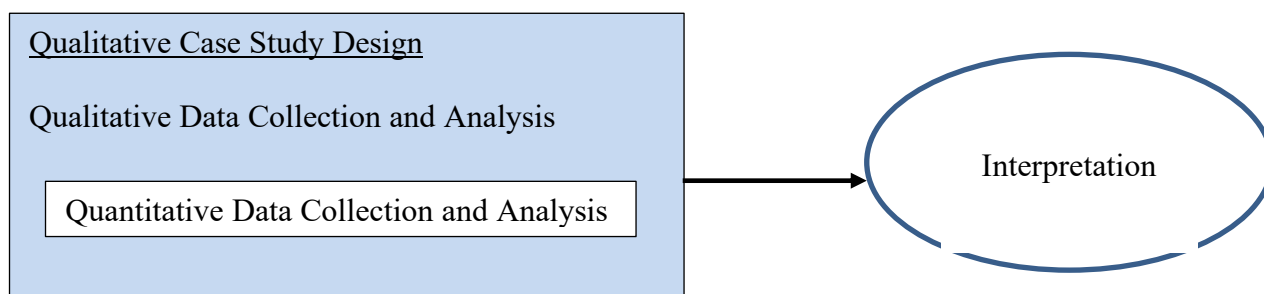 Qualitative Case Study Design
Qualitative Data Collection and Analysis
Quantitative Data Collection and Analysis
Interpretation